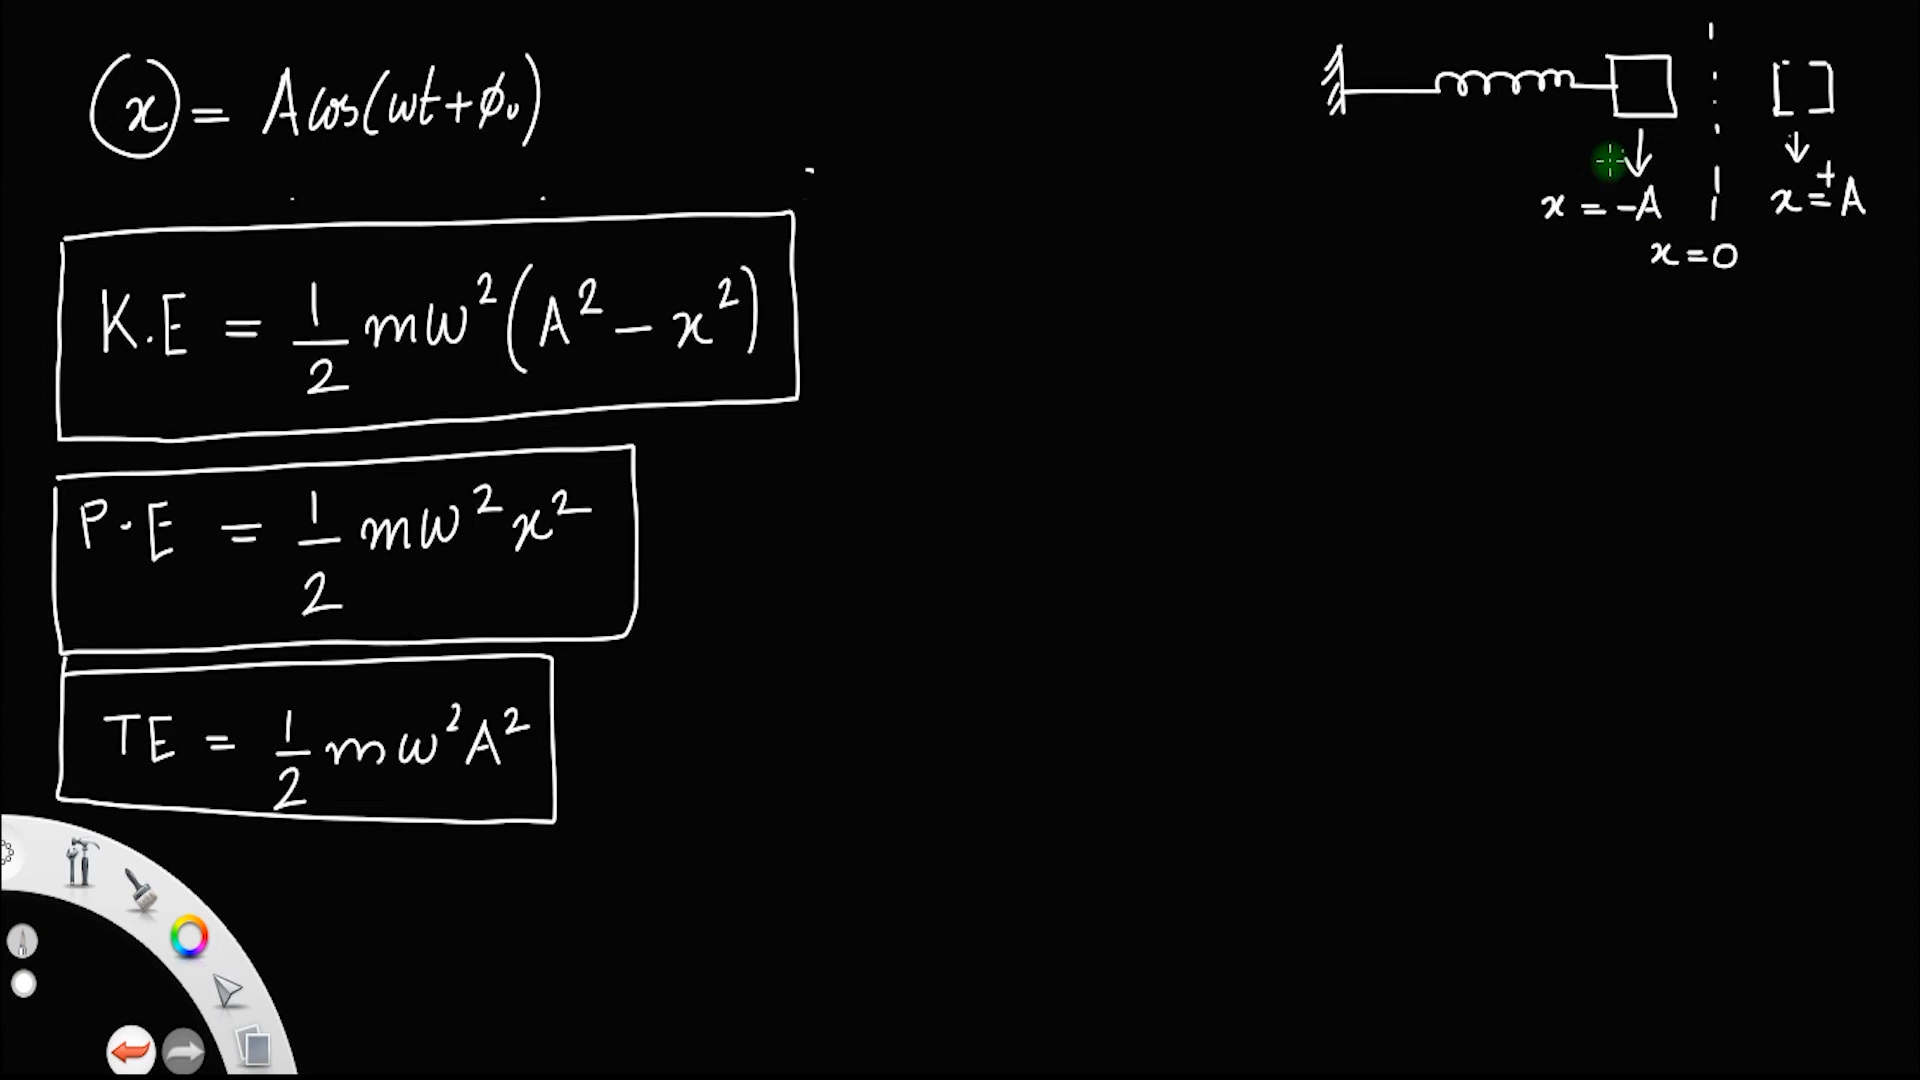 x = A cos(ωt + φ₀)
x = -A
x = +A
x = 0
K.E = 1/2 mω²(A² - x²)
P.E = 1/2 mω²x²
TE = 1/2 mω²A²